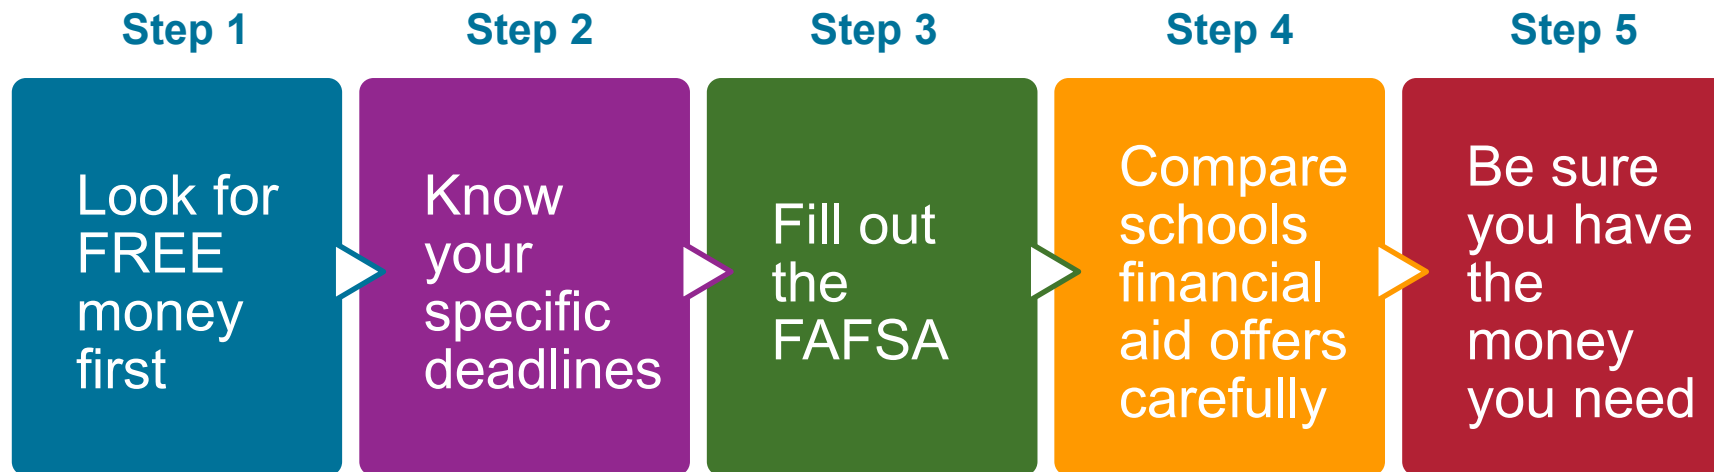 Step 1
Look for
FREE
money
first
Step 2
Know
your
specific
deadlines
Step 3
Fill out
the
FAFSA
Step 4
Compare
schools
financial
aid offers
carefully
Step 5
Be sure
you have
the
money
you need